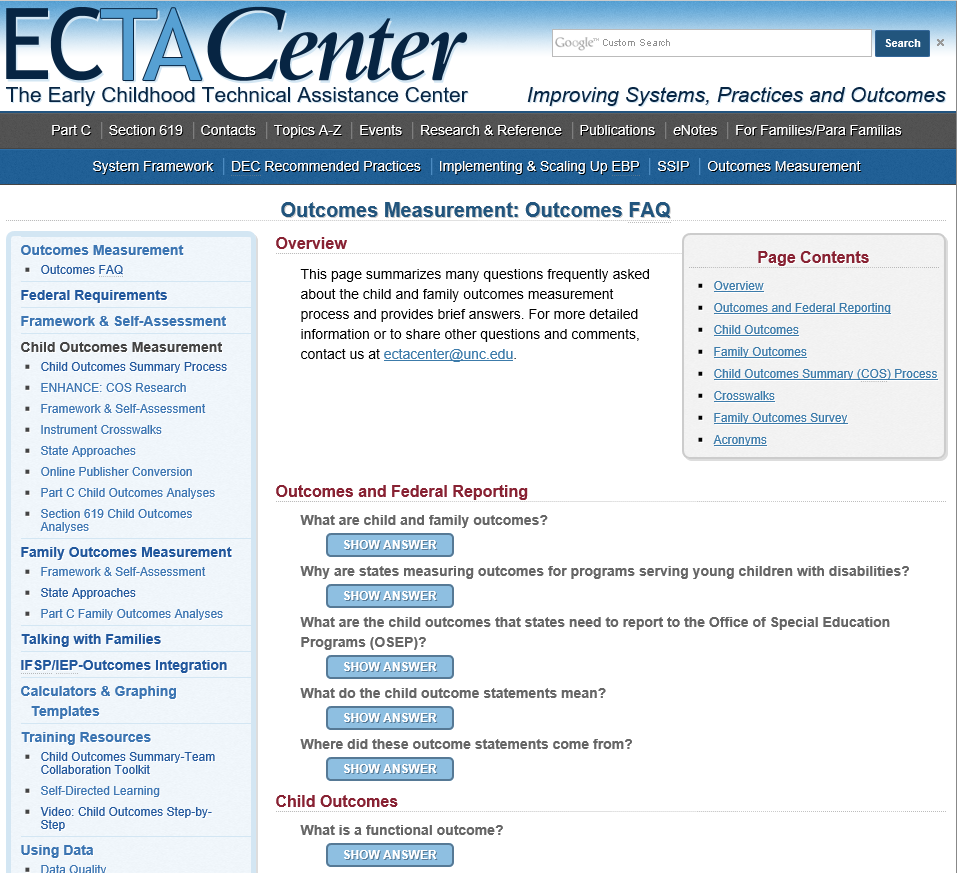 ECTACenter
The Early Childhood Technical Assistance Center
Google™ Custom Search
Search
×
Improving Systems, Practices and Outcomes
Part C | Section 619 | Contacts | Topics A-Z | Events | Research & Reference | Publications | eNotes | For Families/Para Familias
System Framework | DEC Recommended Practices | Implementing & Scaling Up EBP | SSIP | Outcomes Measurement
Outcomes Measurement: Outcomes FAQ
Outcomes Measurement
Outcomes FAQ
Federal Requirements
Framework & Self-Assessment
Child Outcomes Measurement
Child Outcomes Summary Process
ENHANCE: COS Research
Framework & Self-Assessment
Instrument Crosswalks
State Approaches
Online Publisher Conversion
Part C Child Outcomes Analyses
Section 619 Child Outcomes
Analyses
Family Outcomes Measurement
Framework & Self-Assessment
State Approaches
Part C Family Outcomes Analyses
Talking with Families
IFSP/IEP-Outcomes Integration
Calculators & Graphing
Templates
Training Resources
Child Outcomes Summary-Team
Collaboration Toolkit
Self-Directed Learning
Video: Child Outcomes Step-by-
Step
Using Data
Data Quality
Overview
This page summarizes many questions frequently asked
about the child and family outcomes measurement
process and provides brief answers. For more detailed
information or to share other questions and comments,
contact us at ectacenter@unc.edu.
Page Contents
Overview
Outcomes and Federal Reporting
Child Outcomes
Family Outcomes
Child Outcomes Summary (COS) Process
Crosswalks
Family Outcomes Survey
Acronyms
Outcomes and Federal Reporting
What are child and family outcomes?
SHOW ANSWER
Why are states measuring outcomes for programs serving young children with disabilities?
SHOW ANSWER
What are the child outcomes that states need to report to the Office of Special Education
Programs (OSEP)?
SHOW ANSWER
What do the child outcome statements mean?
SHOW ANSWER
Where did these outcome statements come from?
SHOW ANSWER
Child Outcomes
What is a functional outcome?
SHOW ANSWER